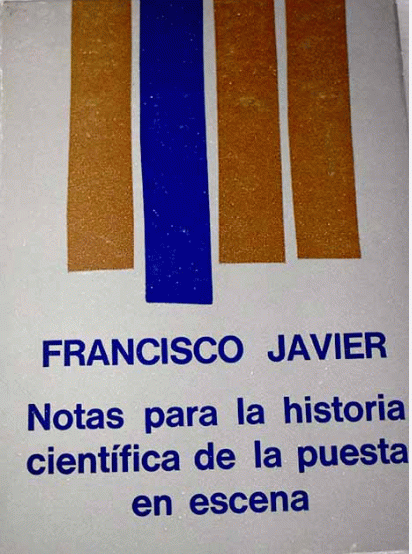 FRANCISCO JAVIER
Notas para la historia
científica de la puesta
en escena